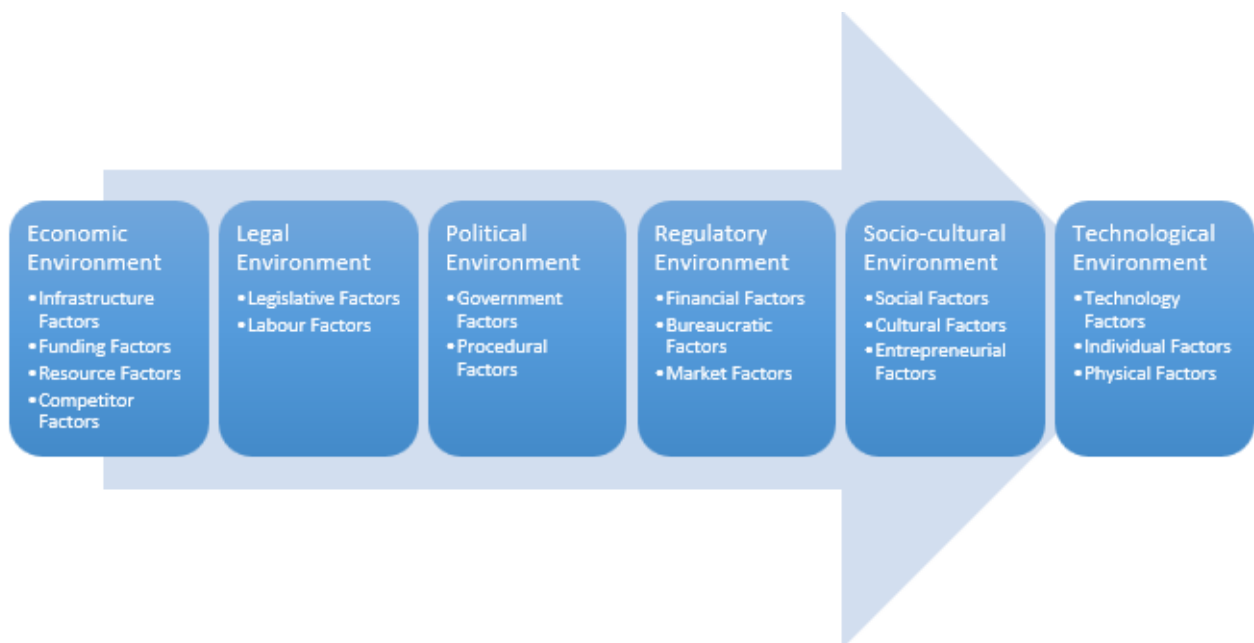 Economic
Environment
•Infrastructure
Factors
•Funding Factors
•Resource Factors
•Competitor
Factors
Legal
Environment
•Legislative Factors
•Labour Factors
Political
Environment
•Government
Factors
•Procedural
Factors
Regulatory
Environment
•Financial Factors
•Bureaucratic
Factors
•Market Factors
Socio-cultural
Environment
•Social Factors
•Cultural Factors
•Entrepreneurial
Factors
Technological
Environment
•Technology
Factors
•Individual Factors
•Physical Factors